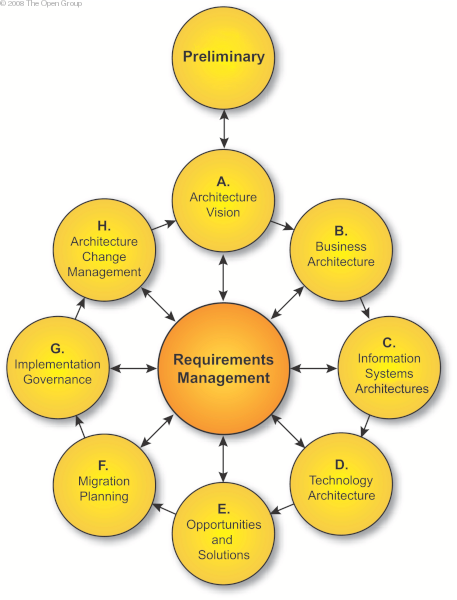 © 2008 The Open Group
Preliminary
A.
Architecture
Vision
B.
Business
Architecture
C.
Information
Systems
Architectures
D.
Technology
Architecture
E.
Opportunities
and
Solutions
F.
Migration
Planning
G.
Implementation
Governance
H.
Architecture
Change
Management
Requirements
Management